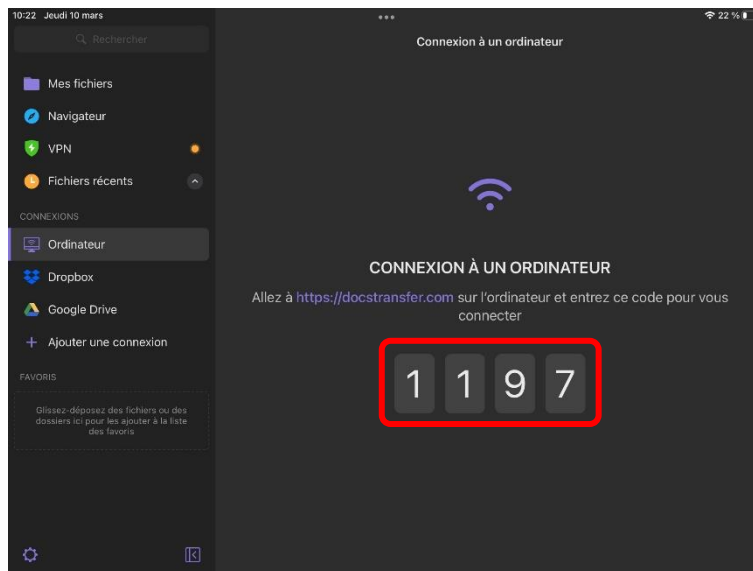 10:22 Jeudi 10 mars
22 %
Rechercher
Connexion à un ordinateur
Mes fichiers
Navigateur
VPN
Fichiers récents
CONNEXIONS
Ordinateur
Dropbox
Google Drive
Ajouter une connexion
FAVORIS
Glissez-déposez des fichiers ou des
dossiers ici pour les ajouter à la liste
des favoris
CONNEXION À UN ORDINATEUR
Allez à https://docstransfer.com sur l'ordinateur et entrez ce code pour vous
connecter
1 1 9 7